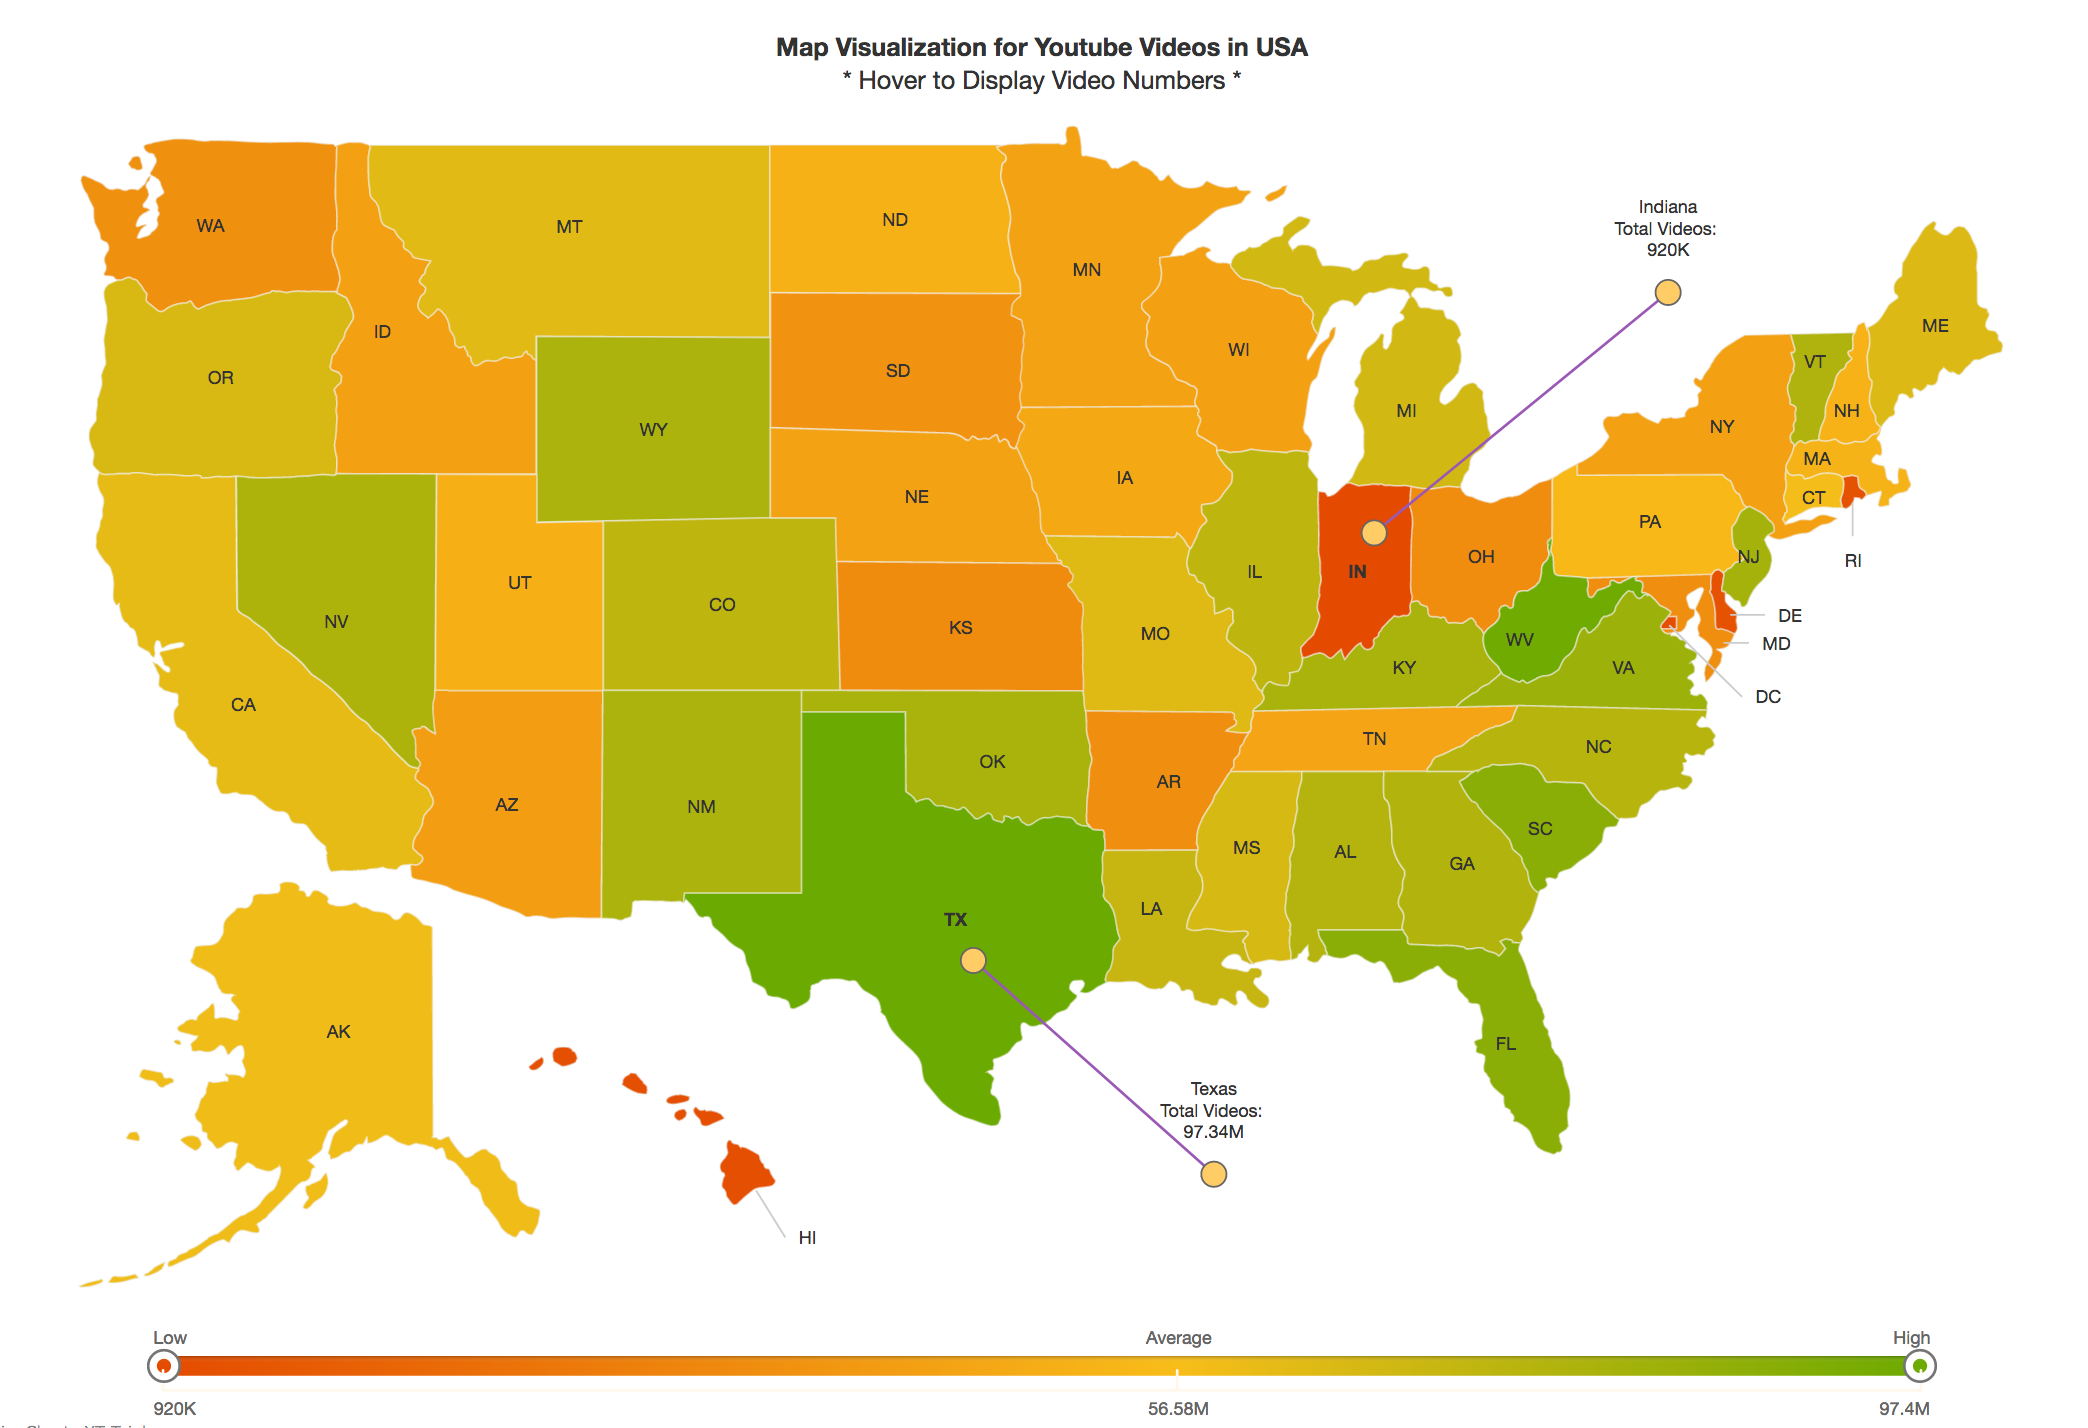 Map Visualization for Youtube Videos in USA
* Hover to Display Video Numbers *
Indiana
Total Videos:
920K
WA
MT
ND
MN
ID
OR
SD
WI
WY
MI
ME
VT
NH
NY
MA
CT
RI
NE
IA
PA
NV
UT
CO
KS
MO
IL
IN
OH
NJ
DE
MD
DC
WV
VA
KY
CA
AZ
NM
OK
AR
TN
NC
SC
MS
AL
GA
LA
TX
FL
AK
HI
Texas
Total Videos:
97.34M
Low
Average
High
920K
56.58M
97.4M